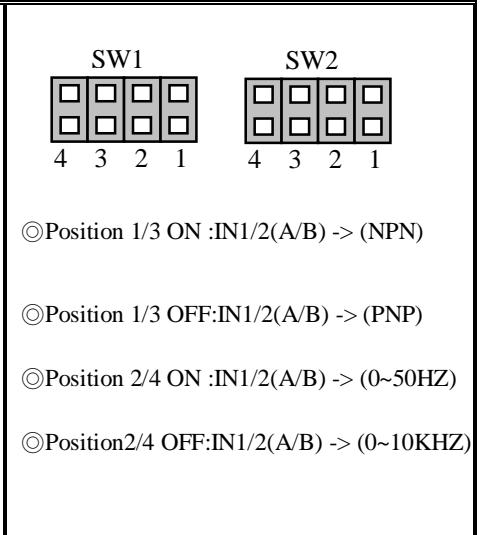 SW1 SW2
4 3 2 1 4 3 2 1
◎Position 1/3 ON :IN1/2(A/B) -> (NPN)
◎Position 1/3 OFF:IN1/2(A/B) -> (PNP)
◎Position 2/4 ON :IN1/2(A/B) -> (0~50HZ)
◎Position2/4 OFF:IN1/2(A/B) -> (0~10KHZ)